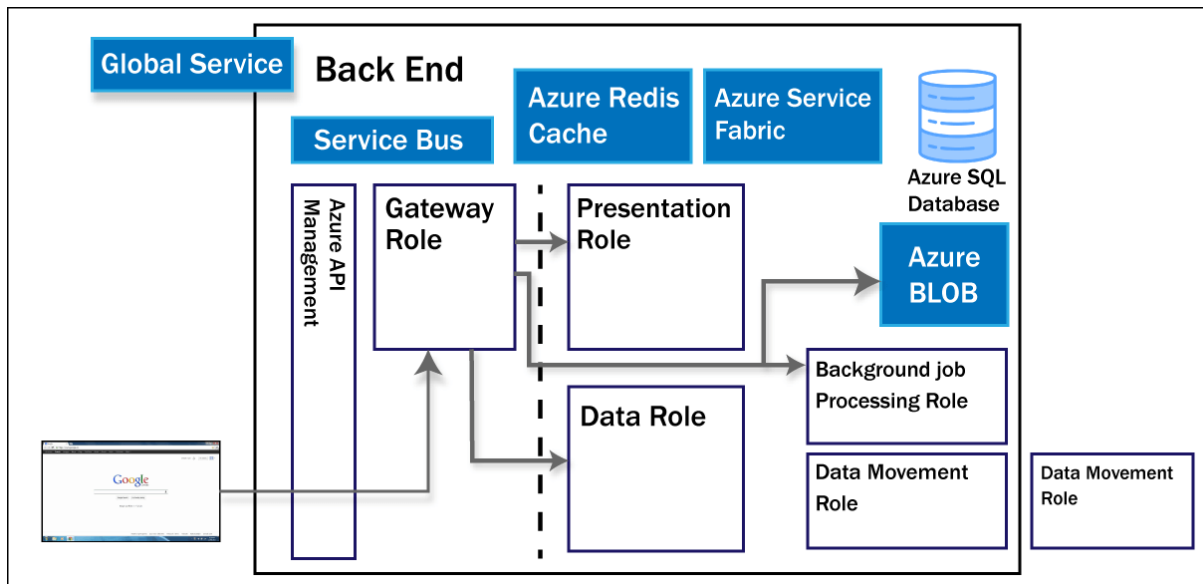 Global Service
Back End
Service Bus
Azure Redis
Cache
Azure Service
Fabric
Azure SQL
Database
Azure API
Management
Gateway
Role
Presentation
Role
Azure
BLOB
Background job
Processing Role
Data Role
Data Movement
Role
Data Movement
Role
Google